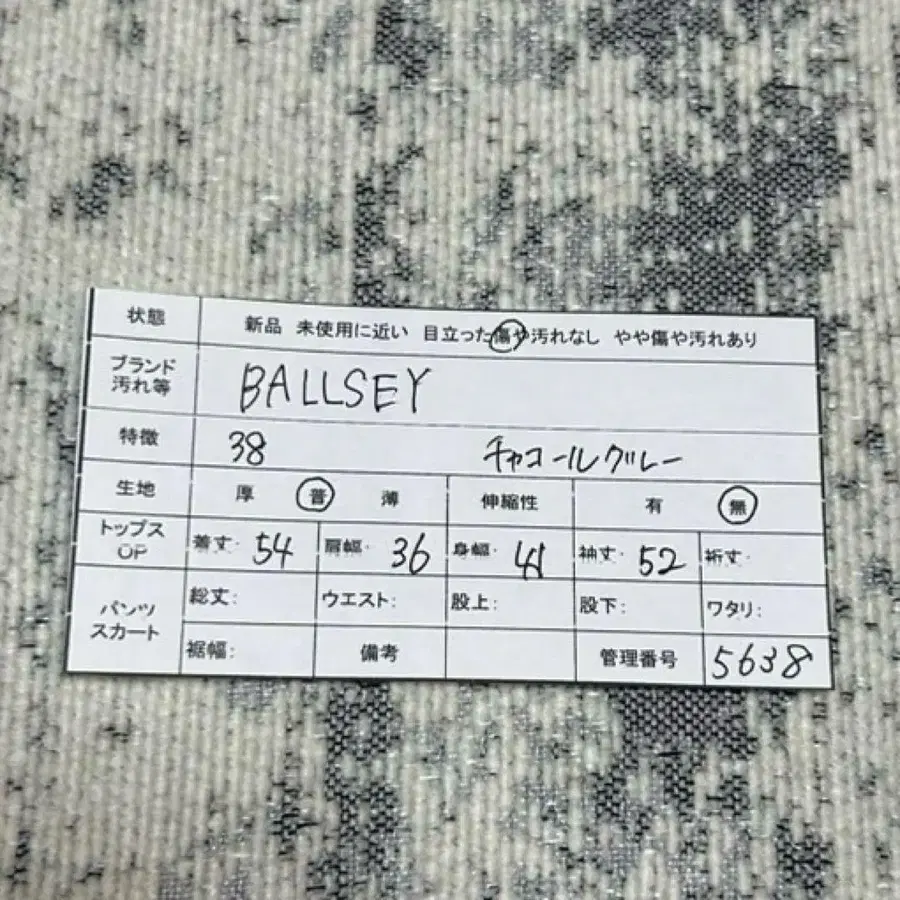 状態 新品 未使用に近い 目立った傷や汚れなし やや傷や汚れあり
ブランド
汚れ等 BALLSEY
特徴 38 チャコールグレー
生地 厚 普 薄 伸縮性 有 無
トップス
OP 着丈: 54 肩幅: 36 身幅: 41 袖丈: 52 裄丈:
パンツ
スカート 総丈: ウエスト: 股上: 股下: ワタリ:
裾幅: 備考 管理番号 5638